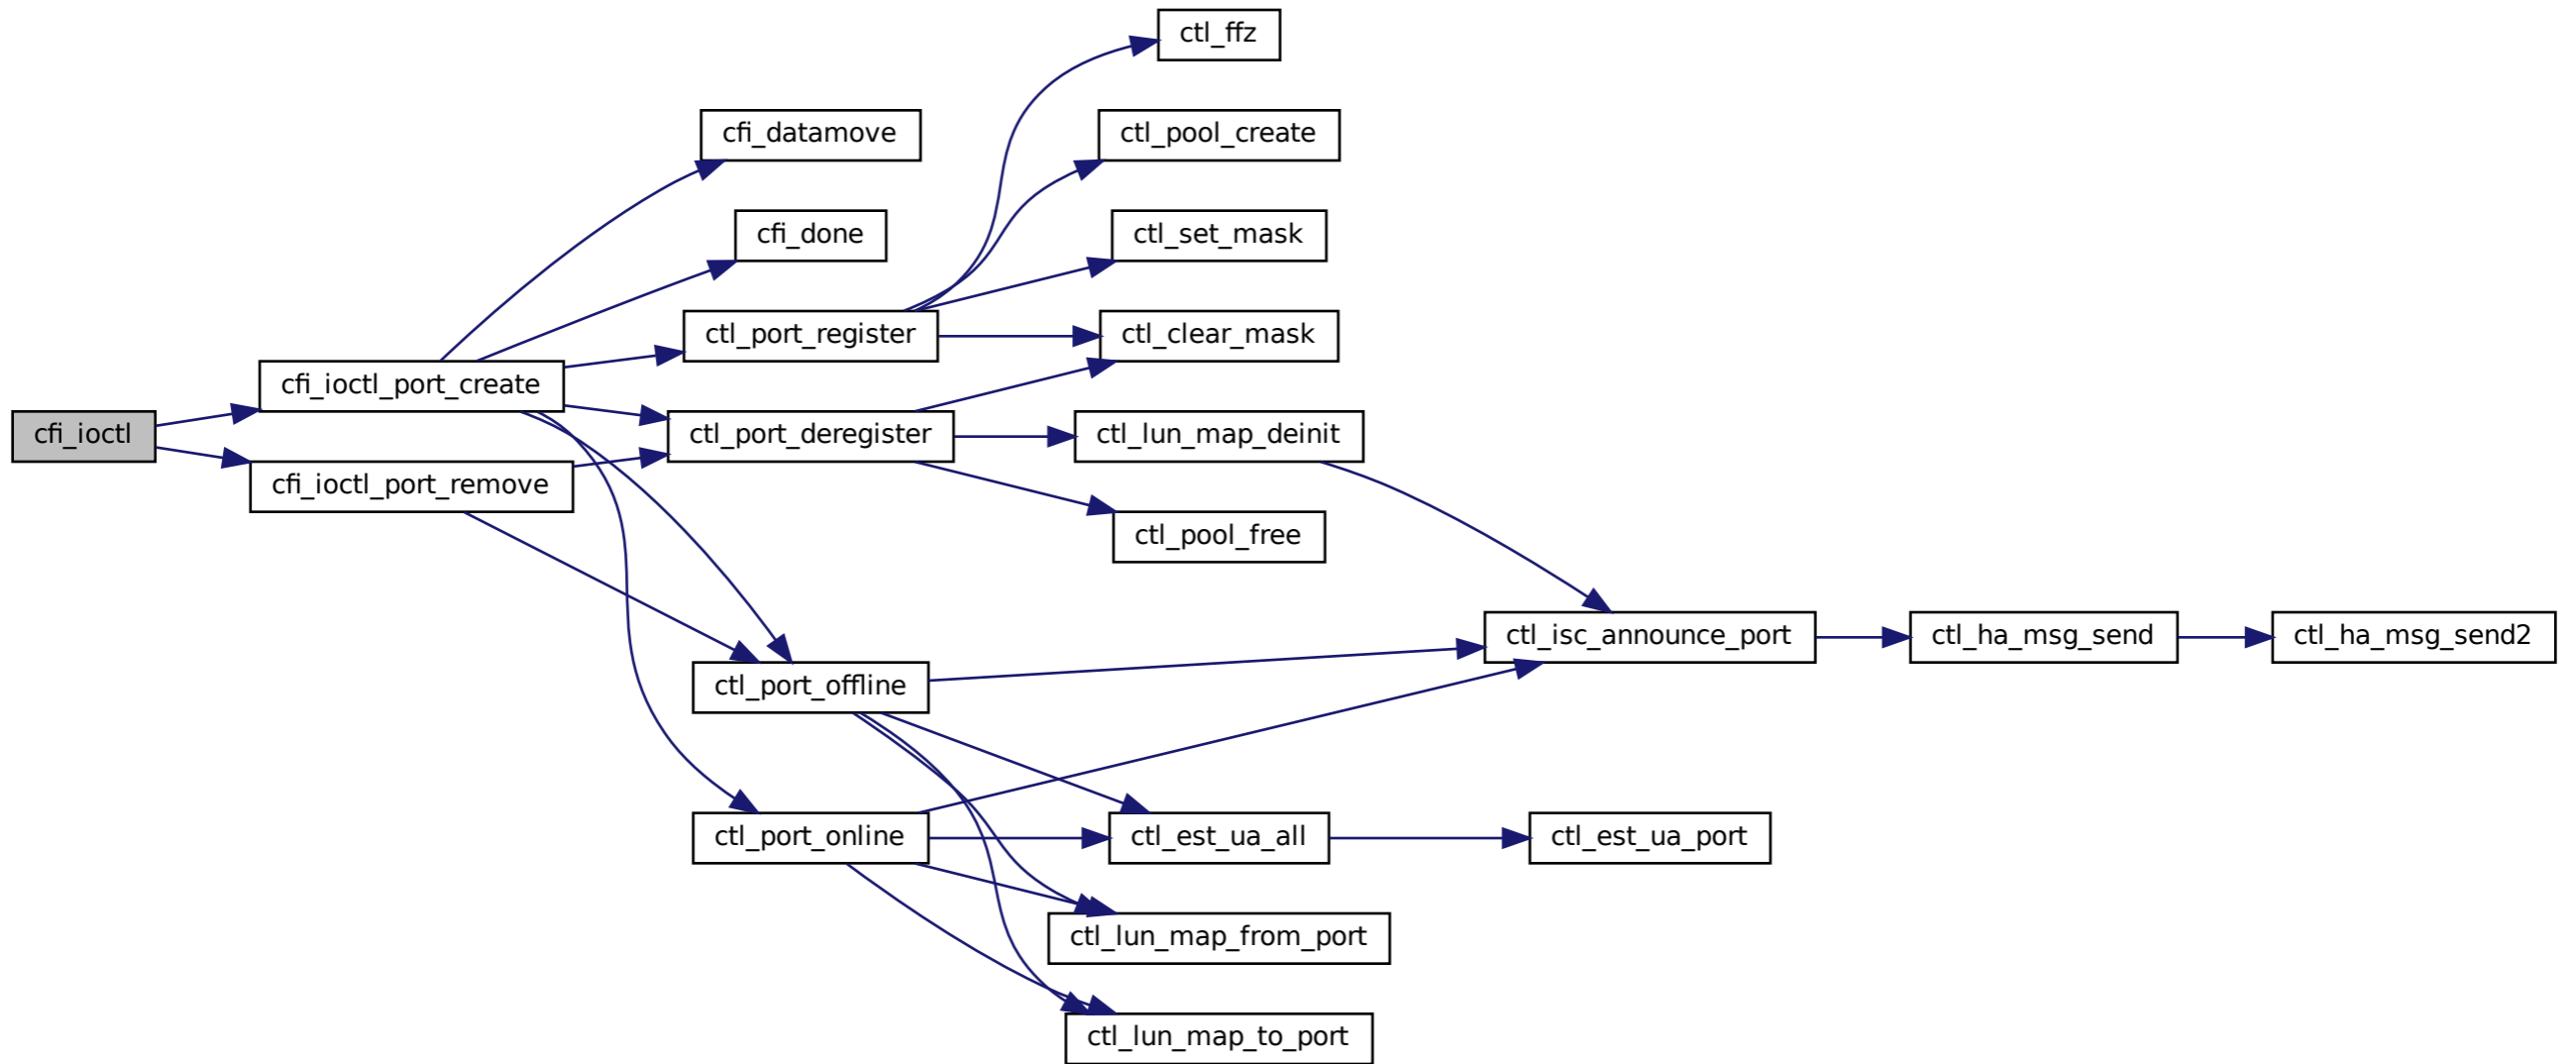 ctl_ffz
cfi_datamove
ctl_pool_create
cfi_done
ctl_set_mask
ctl_port_register
ctl_clear_mask
cfi_ioctl_port_create
cfi_ioctl
ctl_port_deregister
ctl_lun_map_deinit
cfi_ioctl_port_remove
ctl_pool_free
ctl_isc_announce_port
ctl_ha_msg_send
ctl_ha_msg_send2
ctl_port_offline
ctl_port_online
ctl_est_ua_all
ctl_est_ua_port
ctl_lun_map_from_port
ctl_lun_map_to_port